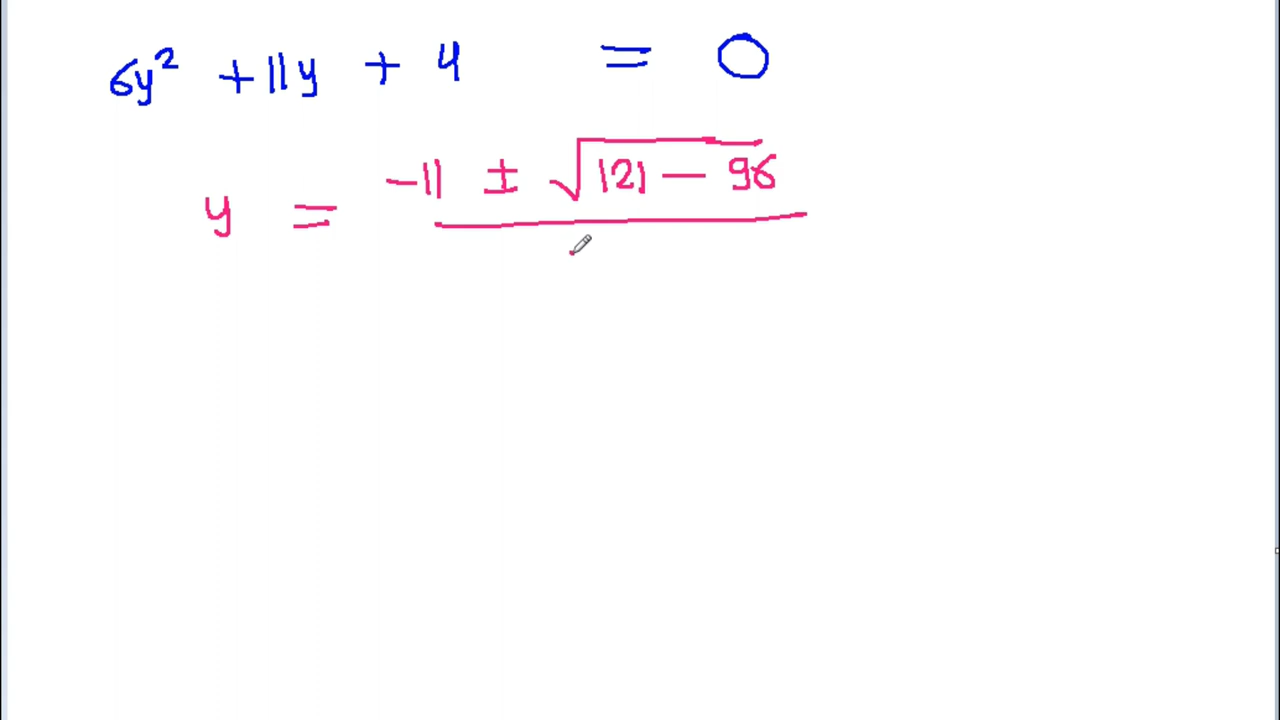 6y² + 11y + 4 = 0
y = -11 ± √121 - 96